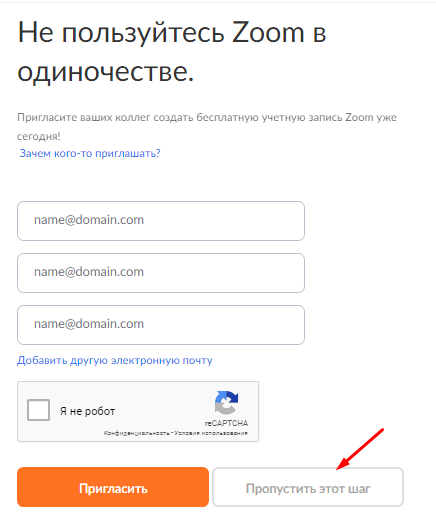 Не пользуйтесь Zoom в
одиночестве.
Пригласите ваших коллег создать бесплатную учетную запись Zoom уже
сегодня!
Зачем кого-то приглашать?
name@domain.com
name@domain.com
name@domain.com
Добавить другую электронную почту
Я не робот
reCAPTCHA
Конфиденциальность - Условия использования
Пригласить
Пропустить этот шаг